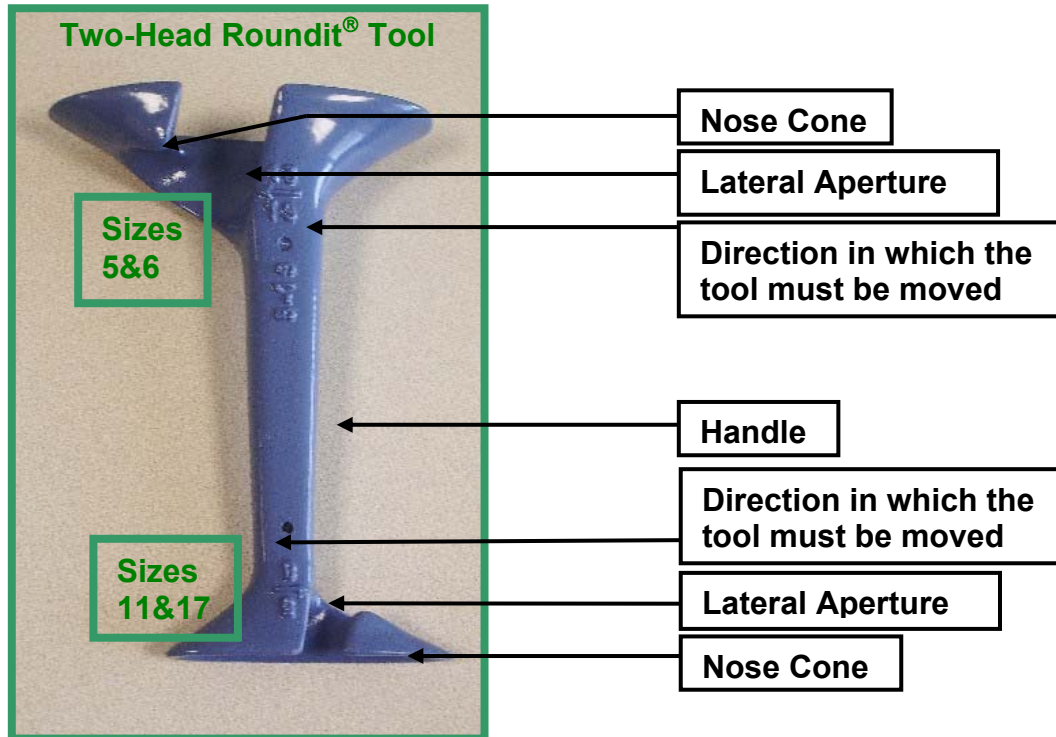 Two-Head Roundit® Tool
Nose Cone
Lateral Aperture
Sizes
5&6
Direction in which the
tool must be moved
Handle
Direction in which the
tool must be moved
Sizes
11&17
Lateral Aperture
Nose Cone